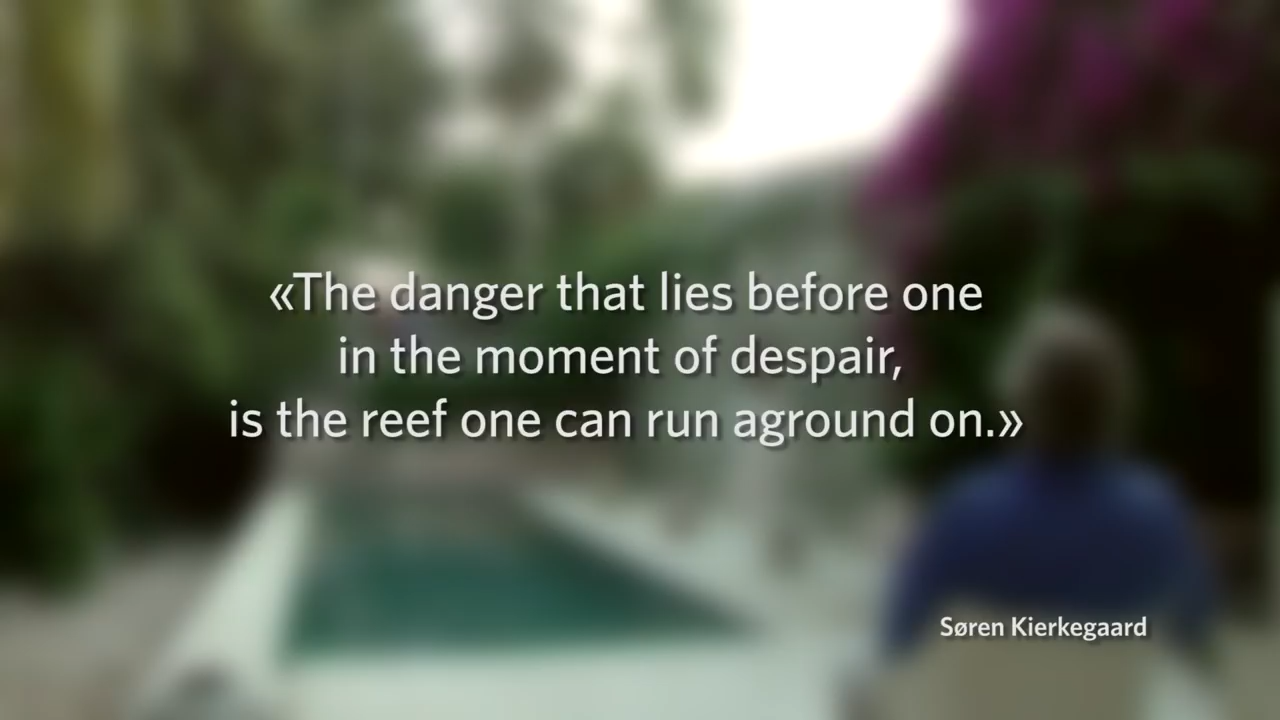 «The danger that lies before one
in the moment of despair,
is the reef one can run aground on.»
Søren Kierkegaard